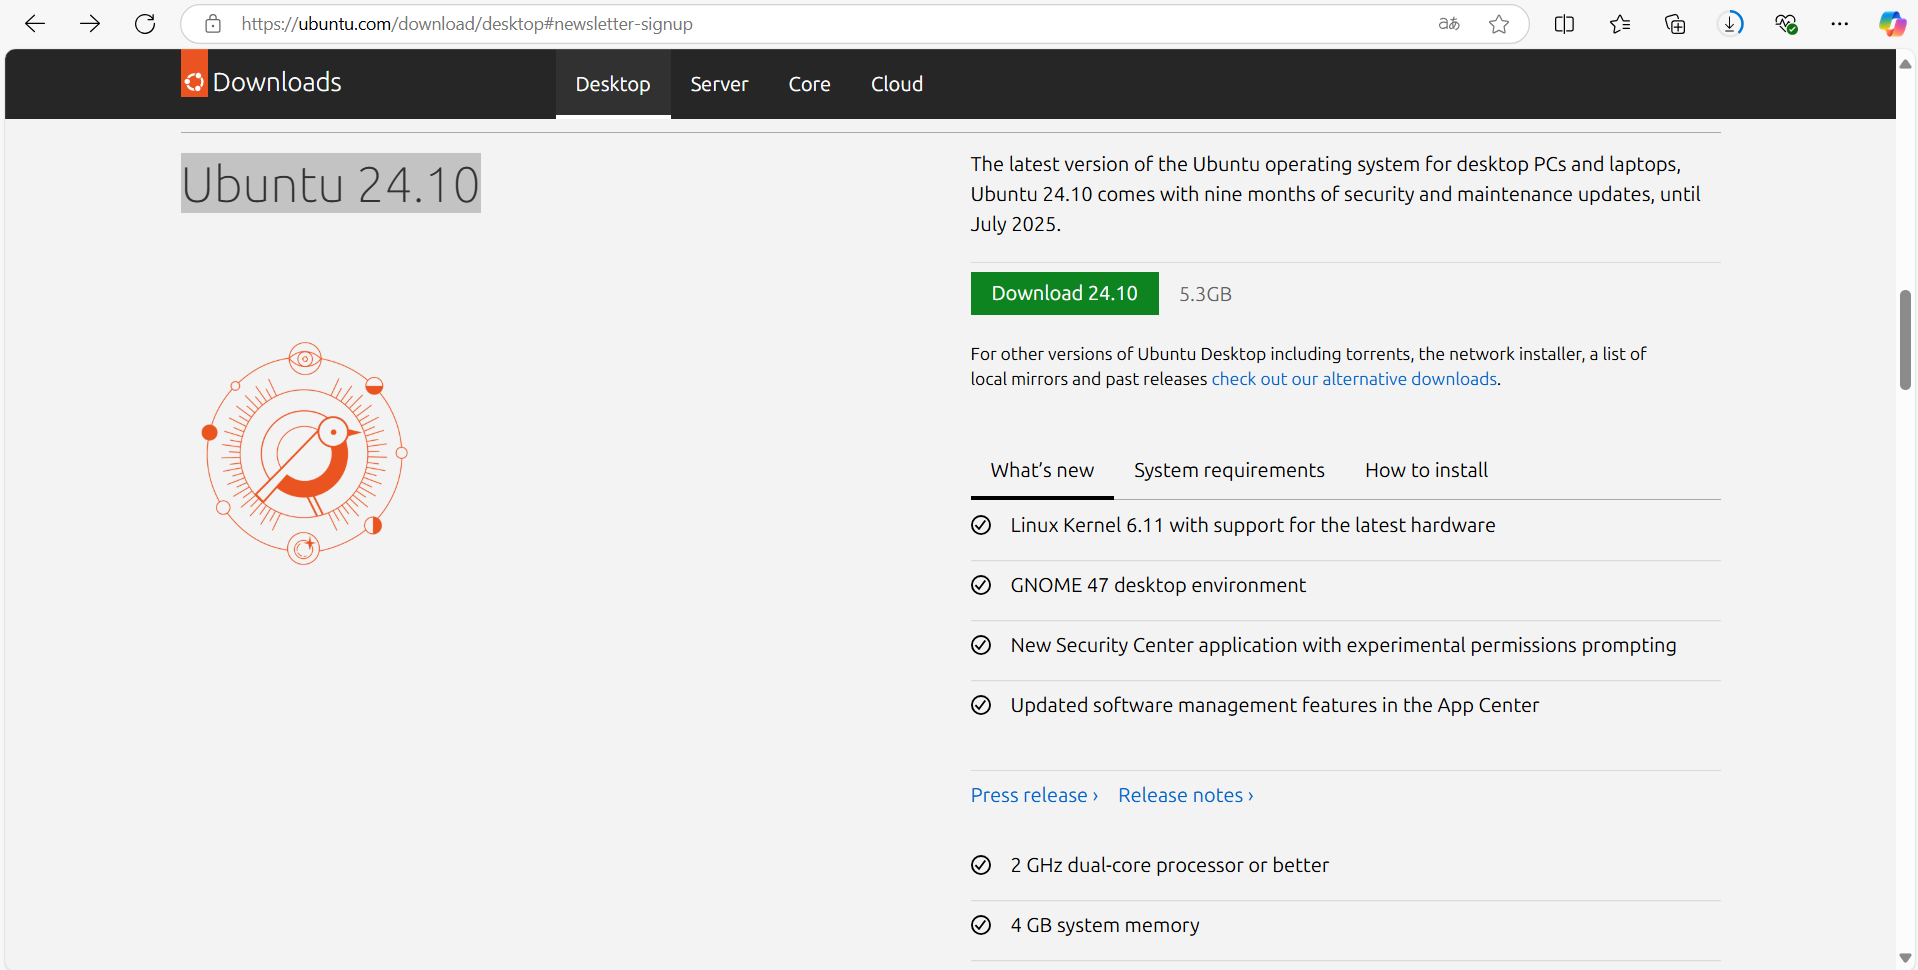 https://ubuntu.com/download/desktop#newsletter-signup
aあ
Downloads
Desktop
Server
Core
Cloud
Ubuntu 24.10
The latest version of the Ubuntu operating system for desktop PCs and laptops,
Ubuntu 24.10 comes with nine months of security and maintenance updates, until
July 2025.
Download 24.10
5.3GB
For other versions of Ubuntu Desktop including torrents, the network installer, a list of
local mirrors and past releases check out our alternative downloads.
What’s new
System requirements
How to install
Linux Kernel 6.11 with support for the latest hardware
GNOME 47 desktop environment
New Security Center application with experimental permissions prompting
Updated software management features in the App Center
Press release ›
Release notes ›
2 GHz dual-core processor or better
4 GB system memory